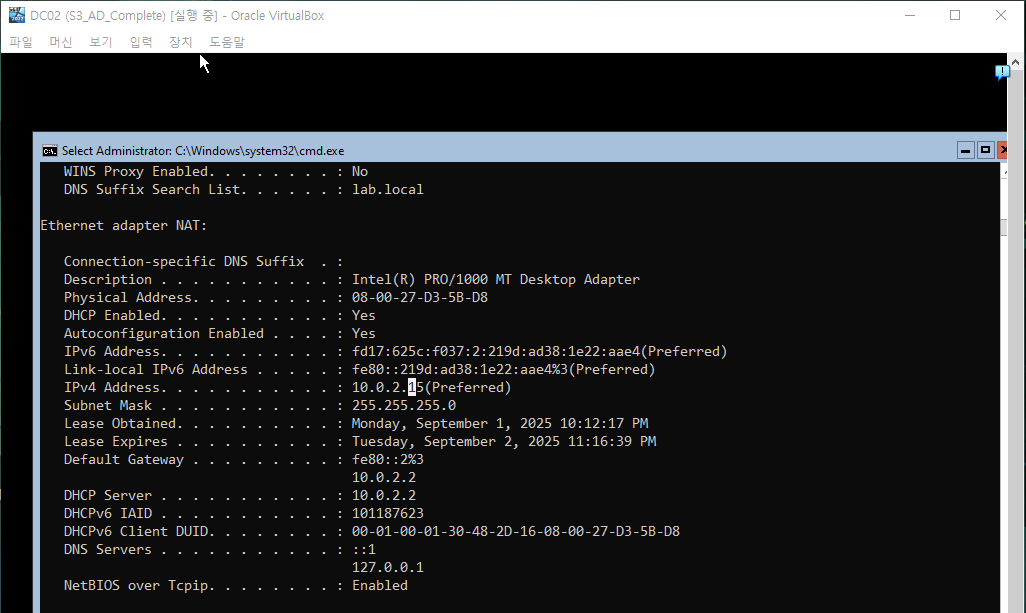 DC02 (S3_AD_Complete) [실행 중] - Oracle VirtualBox
파일 머신 보기 입력 장치 도움말
Select Administrator: C:\Windows\system32\cmd.exe
WINS Proxy Enabled. . . . . . . . : No
DNS Suffix Search List. . . . . . : lab.local
Ethernet adapter NAT:
Connection-specific DNS Suffix  . :
Description . . . . . . . . . . . : Intel(R) PRO/1000 MT Desktop Adapter
Physical Address. . . . . . . . . : 08-00-27-D3-5B-D8
DHCP Enabled. . . . . . . . . . . : Yes
Autoconfiguration Enabled . . . . : Yes
IPv6 Address. . . . . . . . . . . : fd17:625c:f037:2:219d:ad38:1e22:aae4(Preferred)
Link-local IPv6 Address . . . . . : fe80::219d:ad38:1e22:aae4%3(Preferred)
IPv4 Address. . . . . . . . . . . : 10.0.2.15(Preferred)
Subnet Mask . . . . . . . . . . . : 255.255.255.0
Lease Obtained. . . . . . . . . . : Monday, September 1, 2025 10:12:17 PM
Lease Expires . . . . . . . . . . : Tuesday, September 2, 2025 11:16:39 PM
Default Gateway . . . . . . . . . : fe80::2%3
10.0.2.2
DHCP Server . . . . . . . . . . . : 10.0.2.2
DHCPv6 IAID . . . . . . . . . . . : 101187623
DHCPv6 Client DUID. . . . . . . . : 00-01-00-01-30-48-2D-16-08-00-27-D3-5B-D8
DNS Servers . . . . . . . . . . . : ::1
127.0.0.1
NetBIOS over Tcpip. . . . . . . . : Enabled